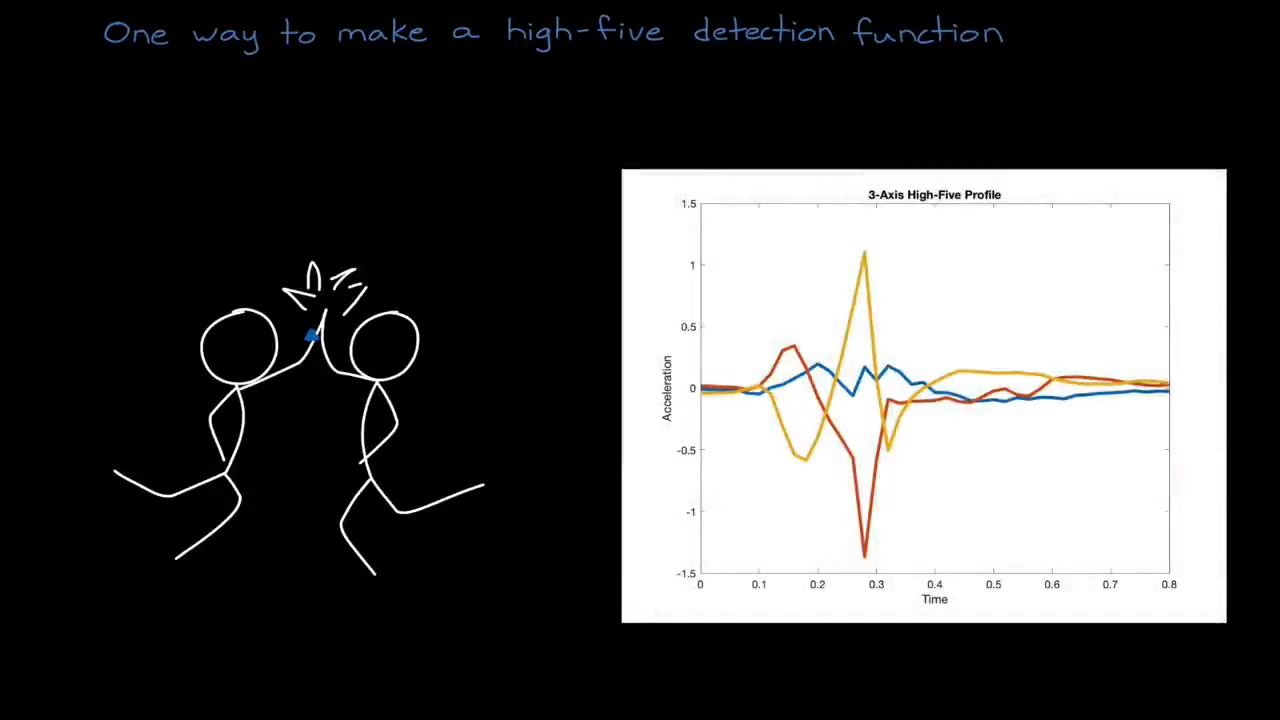 One way to make a high-five detection function
3-Axis High-Five Profile
1.5
1
0.5
0
-0.5
-1
-1.5
Acceleration
0 0.1 0.2 0.3 0.4 0.5 0.6 0.7 0.8
Time